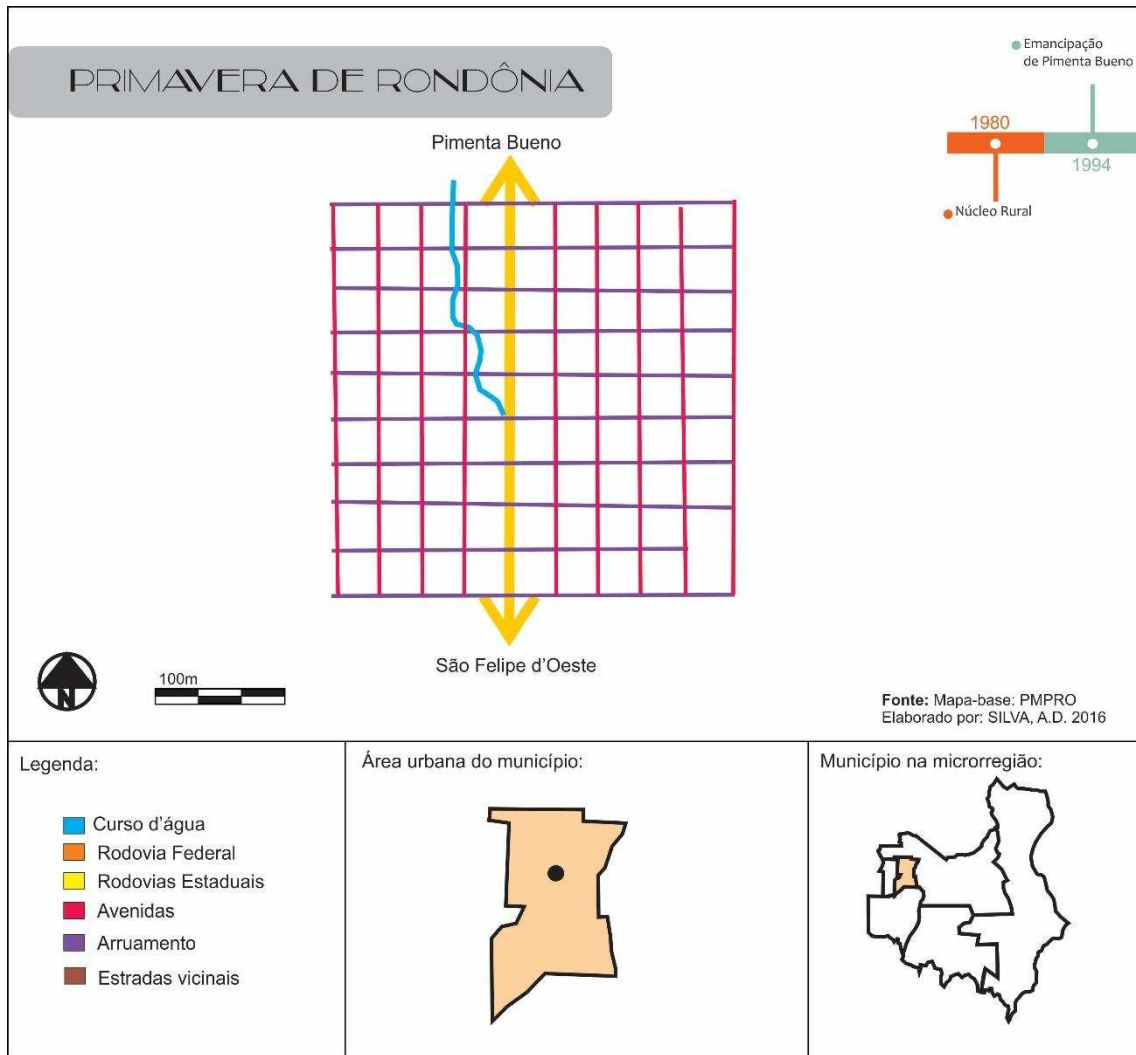 PRIMAVERA DE RONDÔNIA
Emancipação
de Pimenta Bueno
1980
1994
Núcleo Rural
Pimenta Bueno
São Felipe d'Oeste
N
100m
Fonte: Mapa-base: PMPRO
Elaborado por: SILVA, A.D. 2016
Legenda:
Curso d'água
Rodovia Federal
Rodovias Estaduais
Avenidas
Arruamento
Estradas vicinais
Área urbana do município:
Município na microrregião: